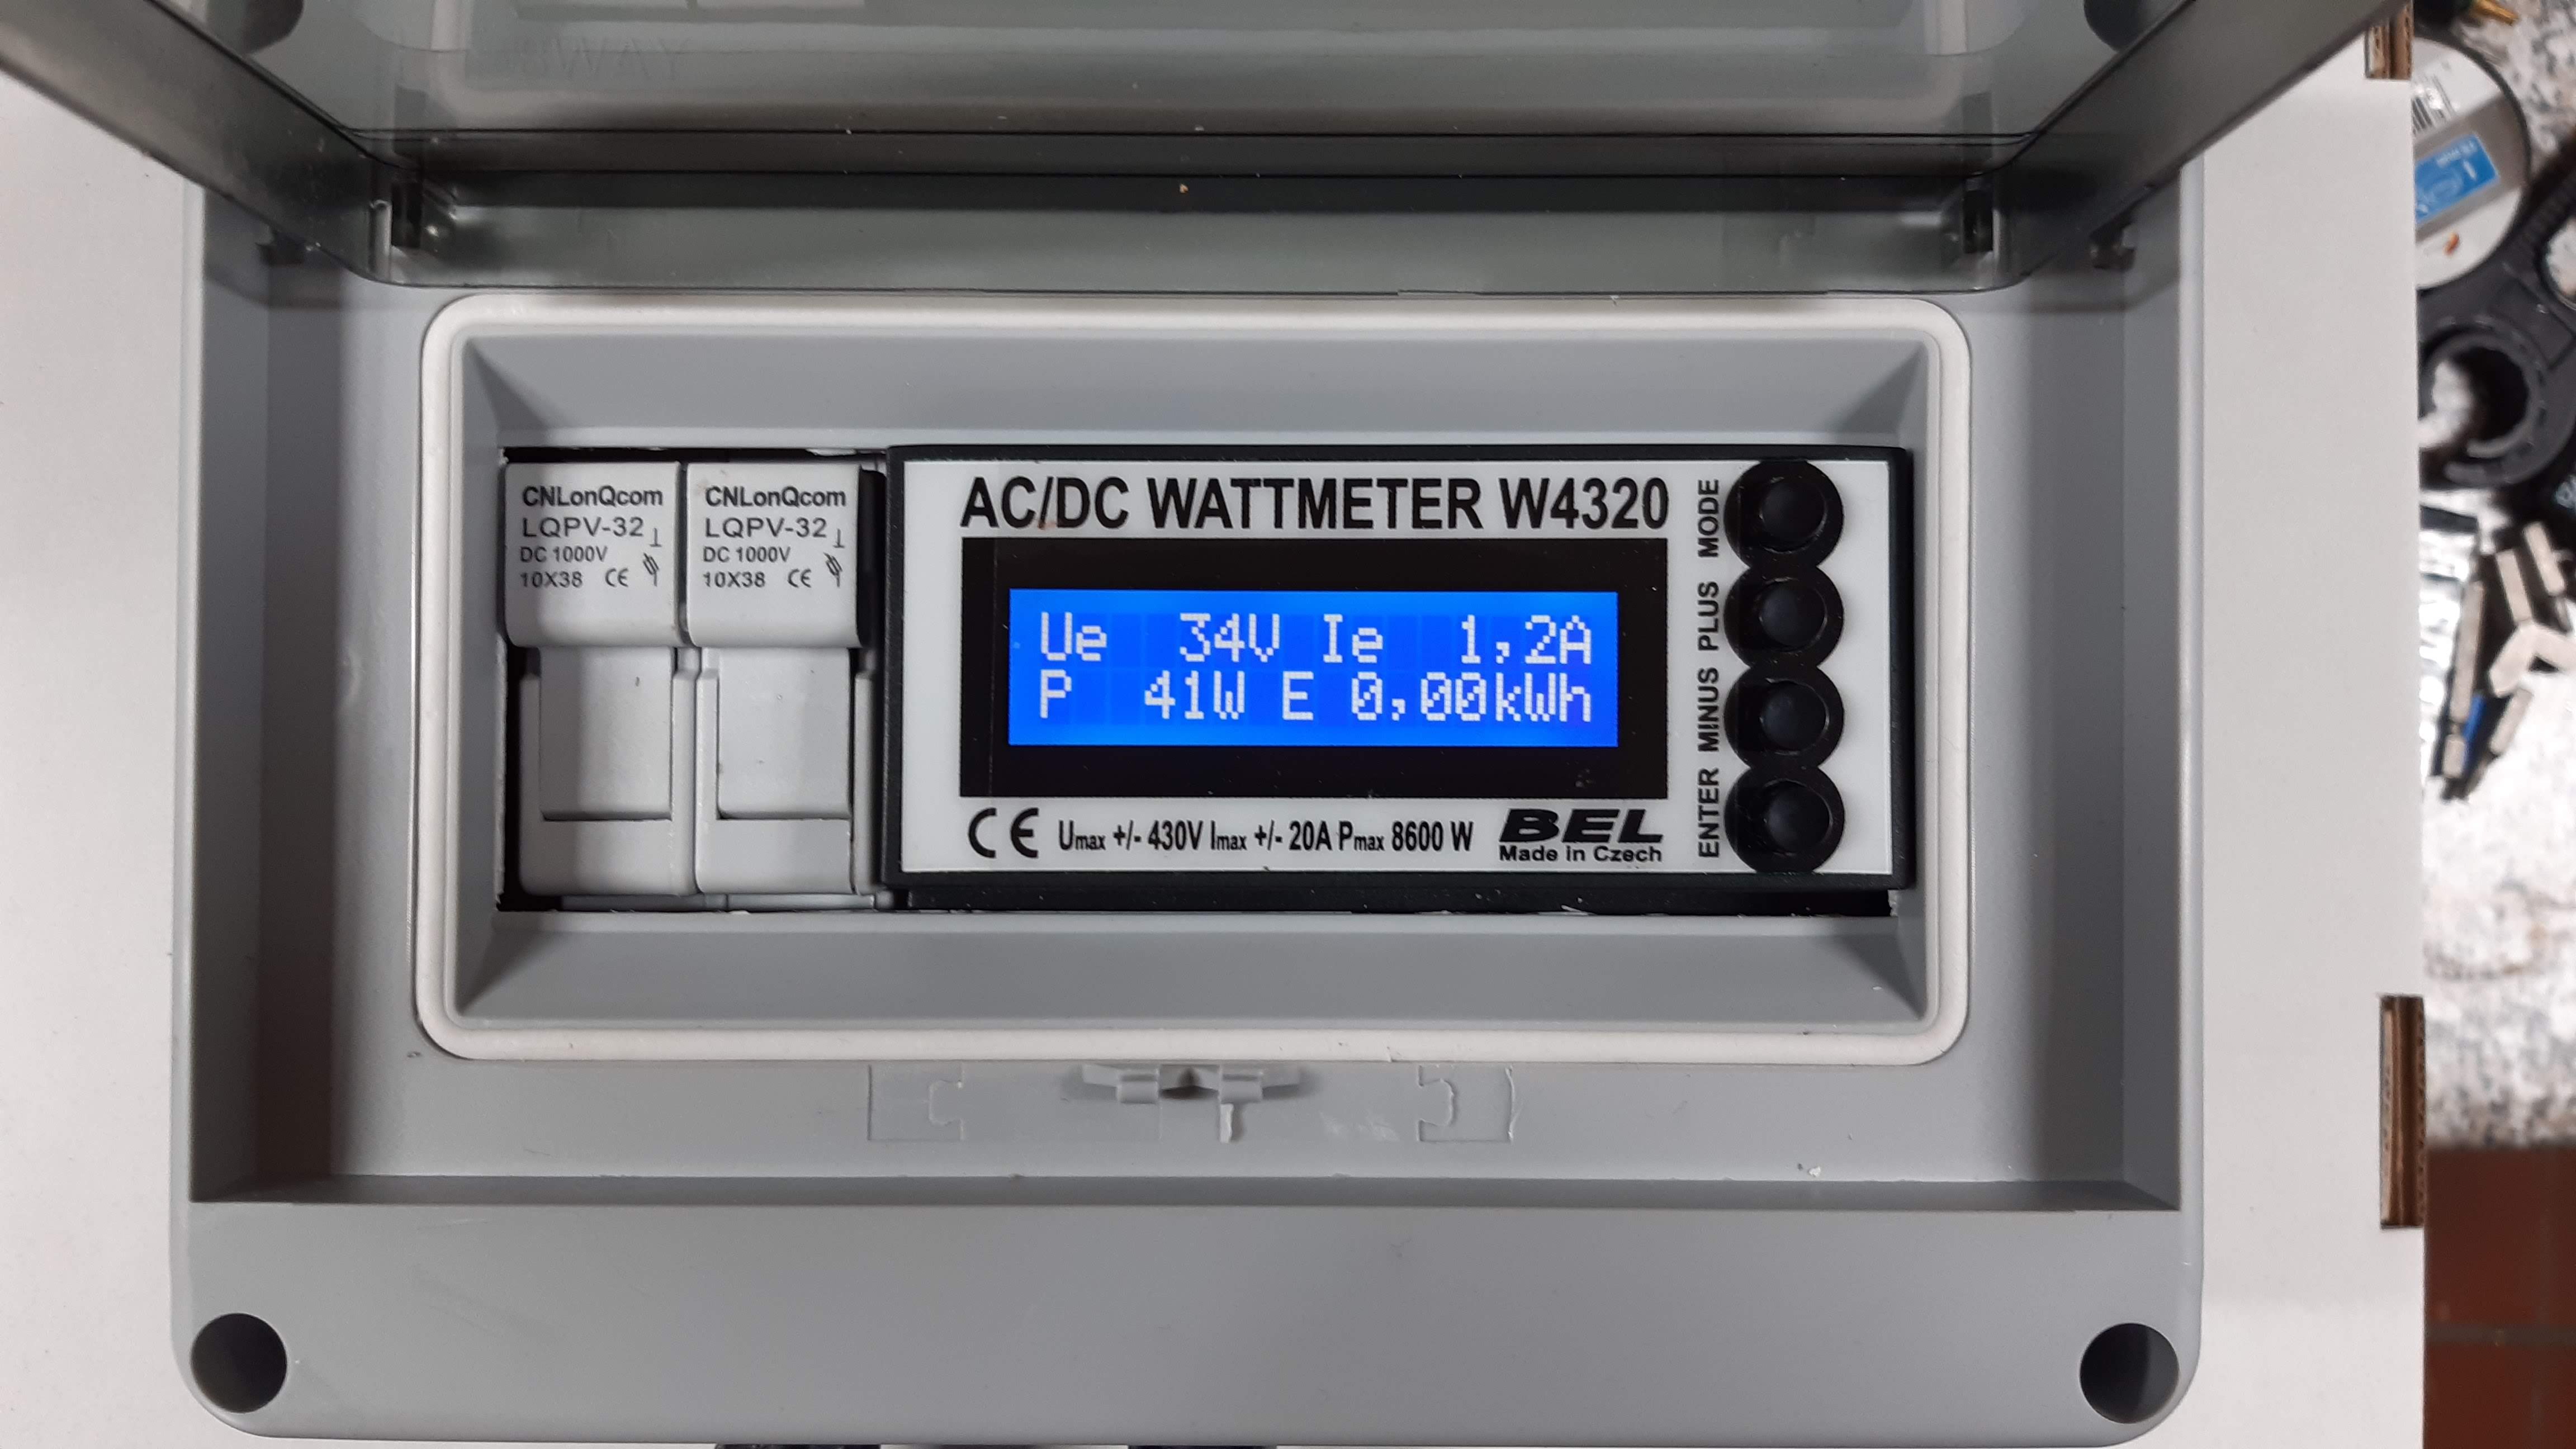 CNLonQcom
LQPV-32
DC 1000V
10X38 CE
CNLonQcom
LQPV-32
DC 1000V
10X38 CE
AC/DC WATTMETER W4320
Ue 34V Ie 1,2A
P 41W E 0,00kWh
CE Umax +/- 430V Imax +/- 20A Pmax 8600 W
BEL
Made in Czech
MODE
PLUS
MINUS
ENTER